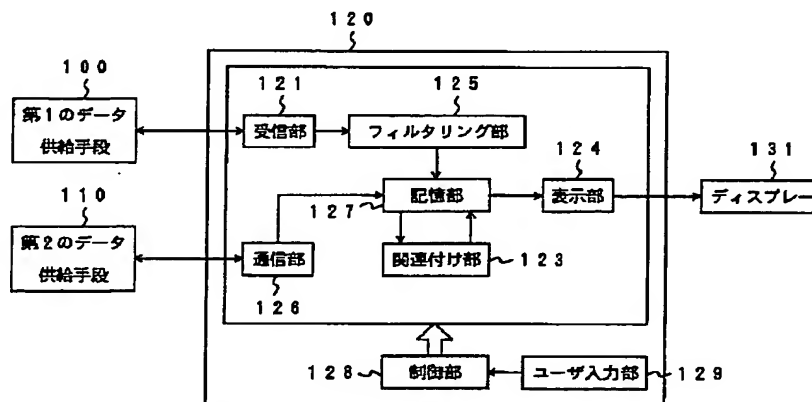 120
100
121
125
第1のデータ
供給手段
受信部
フィルタリング部
124
131
110
記憶部
表示部
ディスプレー
127
第2のデータ
供給手段
通信部
関連付け部
123
126
128
制御部
ユーザ入力部
129